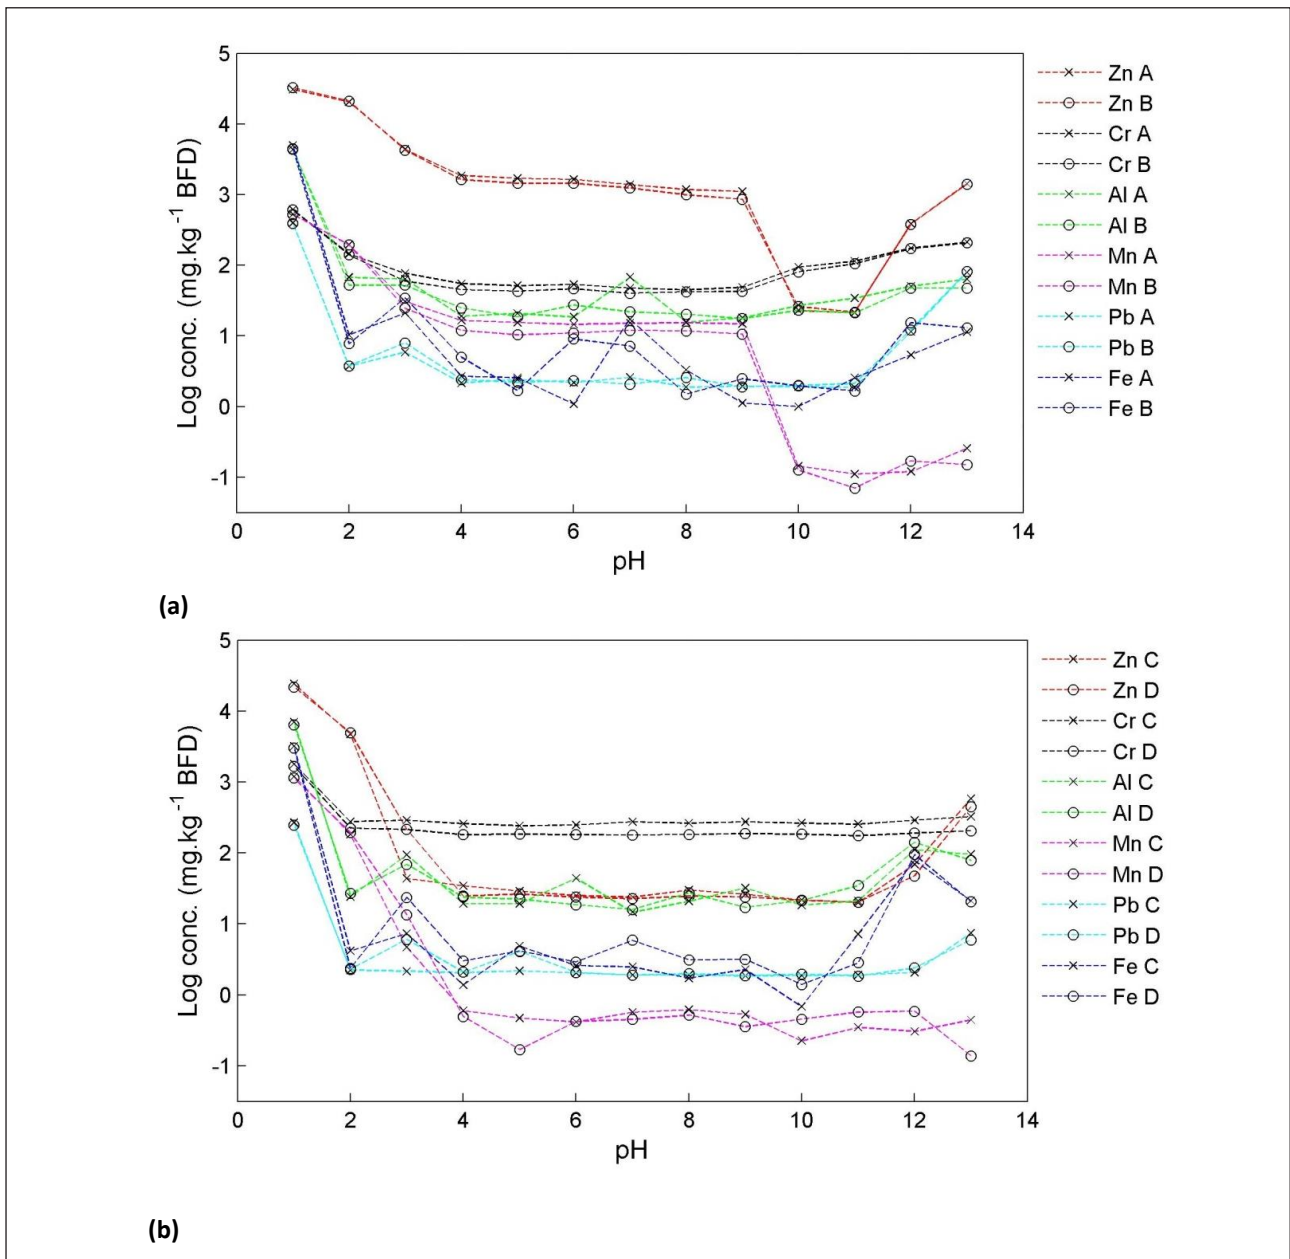 5
4
3
2
1
0
-1
Log conc. (mg.kg⁻¹ BFD)
0 2 4 6 8 10 12 14
pH
Zn A
Zn B
Cr A
Cr B
Al A
Al B
Mn A
Mn B
Pb A
Pb B
Fe A
Fe B
(a)
5
4
3
2
1
0
-1
Log conc. (mg.kg⁻¹ BFD)
0 2 4 6 8 10 12 14
pH
Zn C
Zn D
Cr C
Cr D
Al C
Al D
Mn C
Mn D
Pb C
Pb D
Fe C
Fe D
(b)